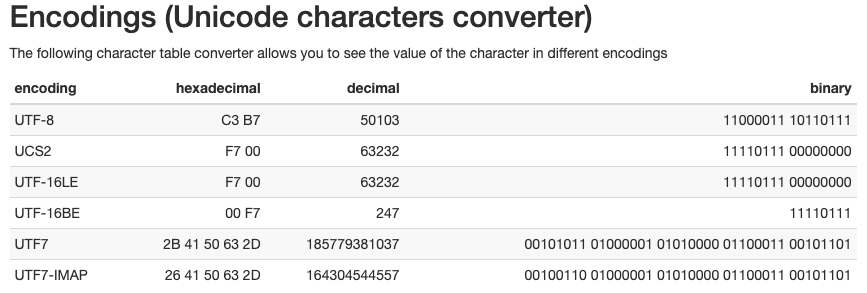 Encodings (Unicode characters converter)
The following character table converter allows you to see the value of the character in different encodings
encoding hexadecimal decimal binary
UTF-8 C3 B7 50103 11000011 10110111
UCS2 F7 00 63232 11110111 00000000
UTF-16LE F7 00 63232 11110111 00000000
UTF-16BE 00 F7 247 11110111
UTF7 2B 41 50 63 2D 185779381037 00101011 01000001 01010000 01100011 00101101
UTF7-IMAP 26 41 50 63 2D 164304544557 00100110 01000001 01010000 01100011 00101101